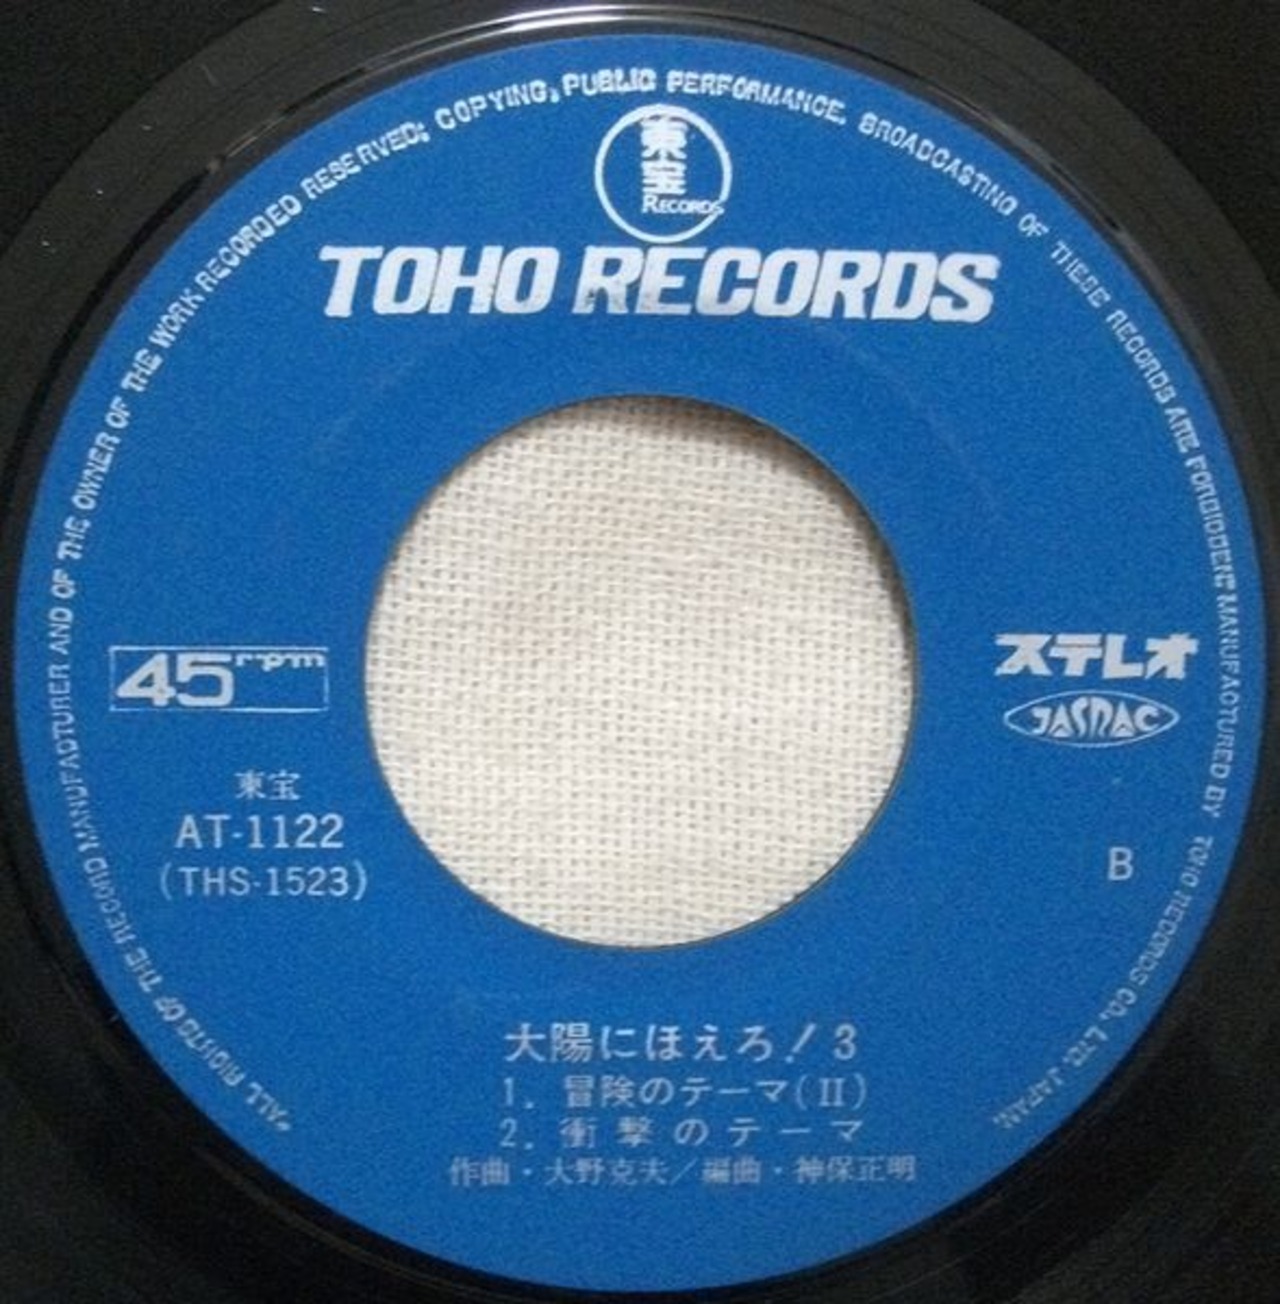 "ALL RIGHTS OF THE RECORD MANUFACTURER AND OF THE OWNER OF THE WORK RECORDED RESERVED; COPYING, PUBLIC PERFORMANCE, BROADCASTING OF THESE RECORDS ARE FORBIDDEN! MANUFACTURED BY TOHO RECORDS CO., LTD. JAPAN.
東宝
RECORDS
TOHO RECORDS
45rpm
ステレオ
JASRAC
東宝
AT-1122
(THS-1523)
B
大陽にほえろ!3
1. 冒険のテーマ(II)
2. 衝撃のテーマ
作曲・大野克夫/編曲・神保正明